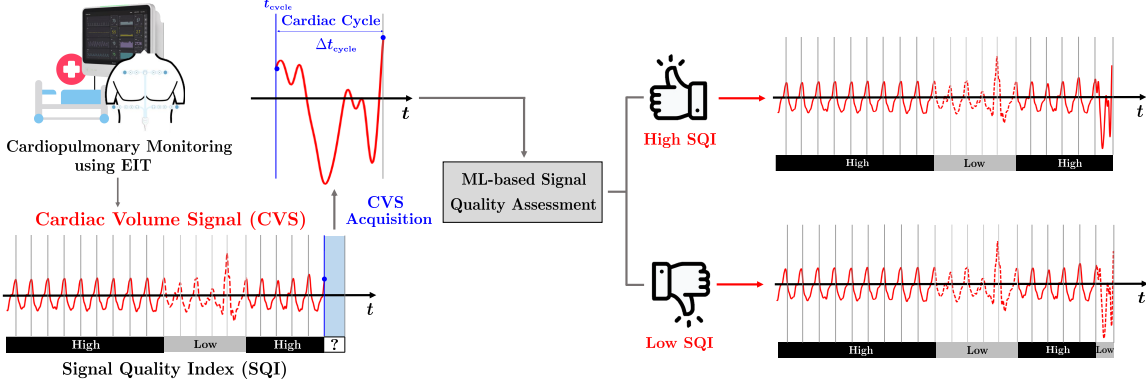 t_cycle
Cardiac Cycle
Δt_cycle
t
Cardiopulmonary Monitoring
using EIT
Cardiac Volume Signal (CVS)
CVS
Acquisition
t
High
Low
High
?
Signal Quality Index (SQI)
ML-based Signal
Quality Assessment
High SQI
t
High
Low
High
Low SQI
t
High
Low
High
Low